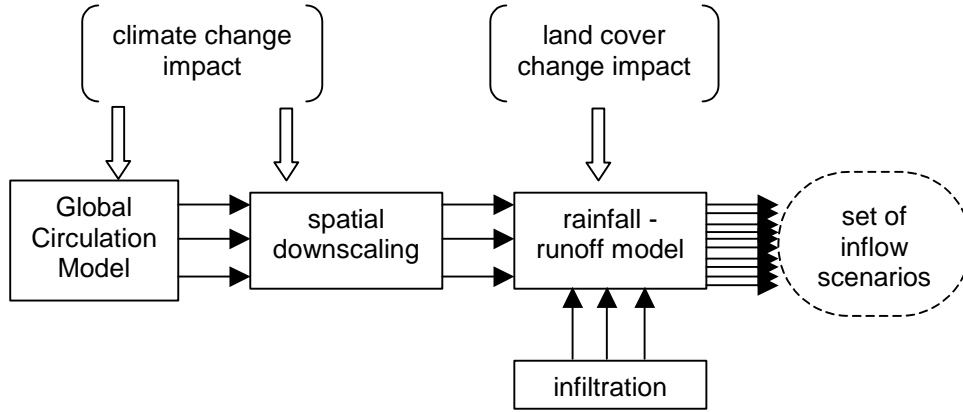 climate change
impact
land cover
change impact
Global
Circulation
Model
spatial
downscaling
rainfall -
runoff model
set of
inflow
scenarios
infiltration